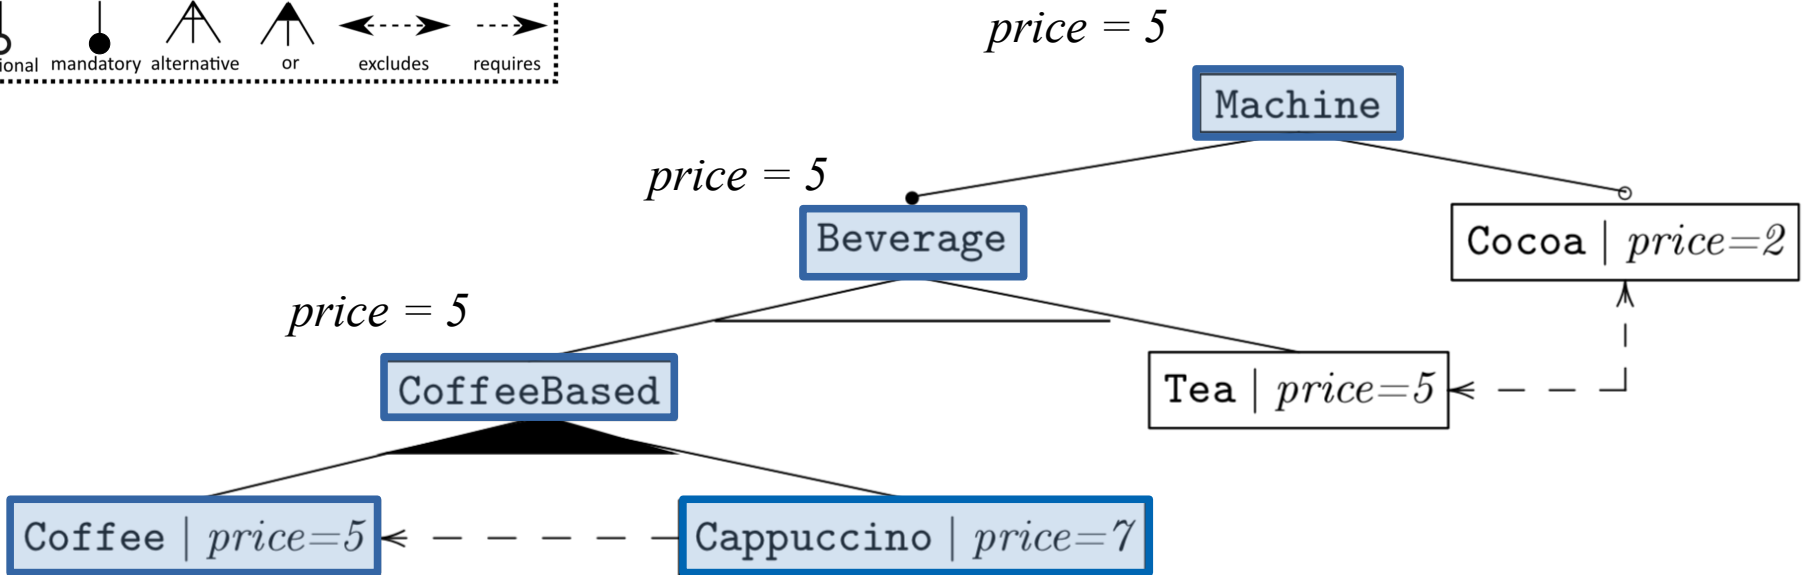 ional mandatory alternative or excludes requires
price = 5
Machine
price = 5
Beverage
Cocoa | price=2
price = 5
CoffeeBased
Tea | price=5
Coffee | price=5
Cappuccino | price=7